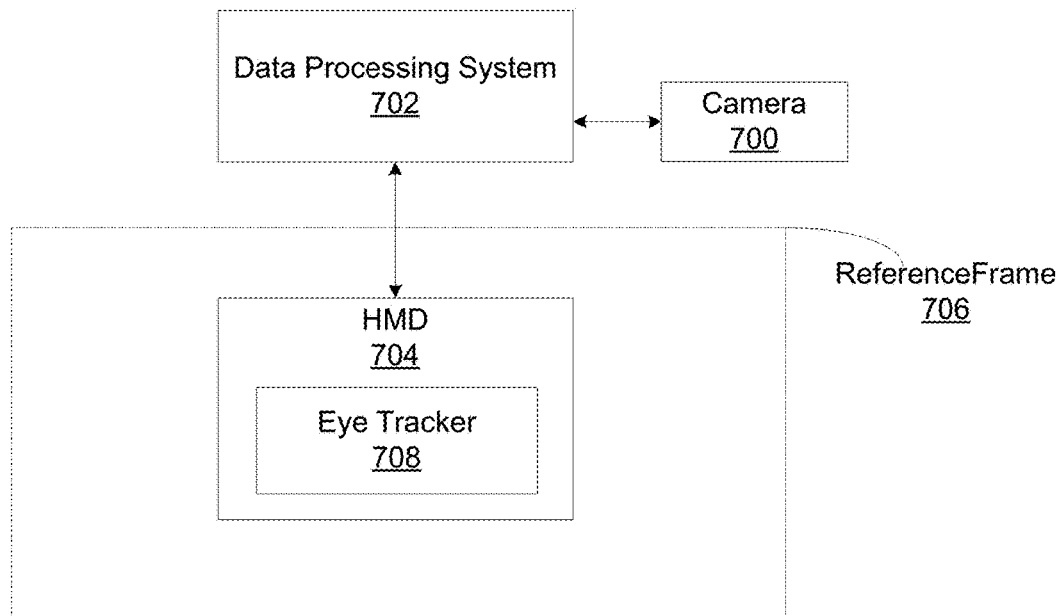 Data Processing System
702
Camera
700
ReferenceFrame
706
HMD
704
Eye Tracker
708